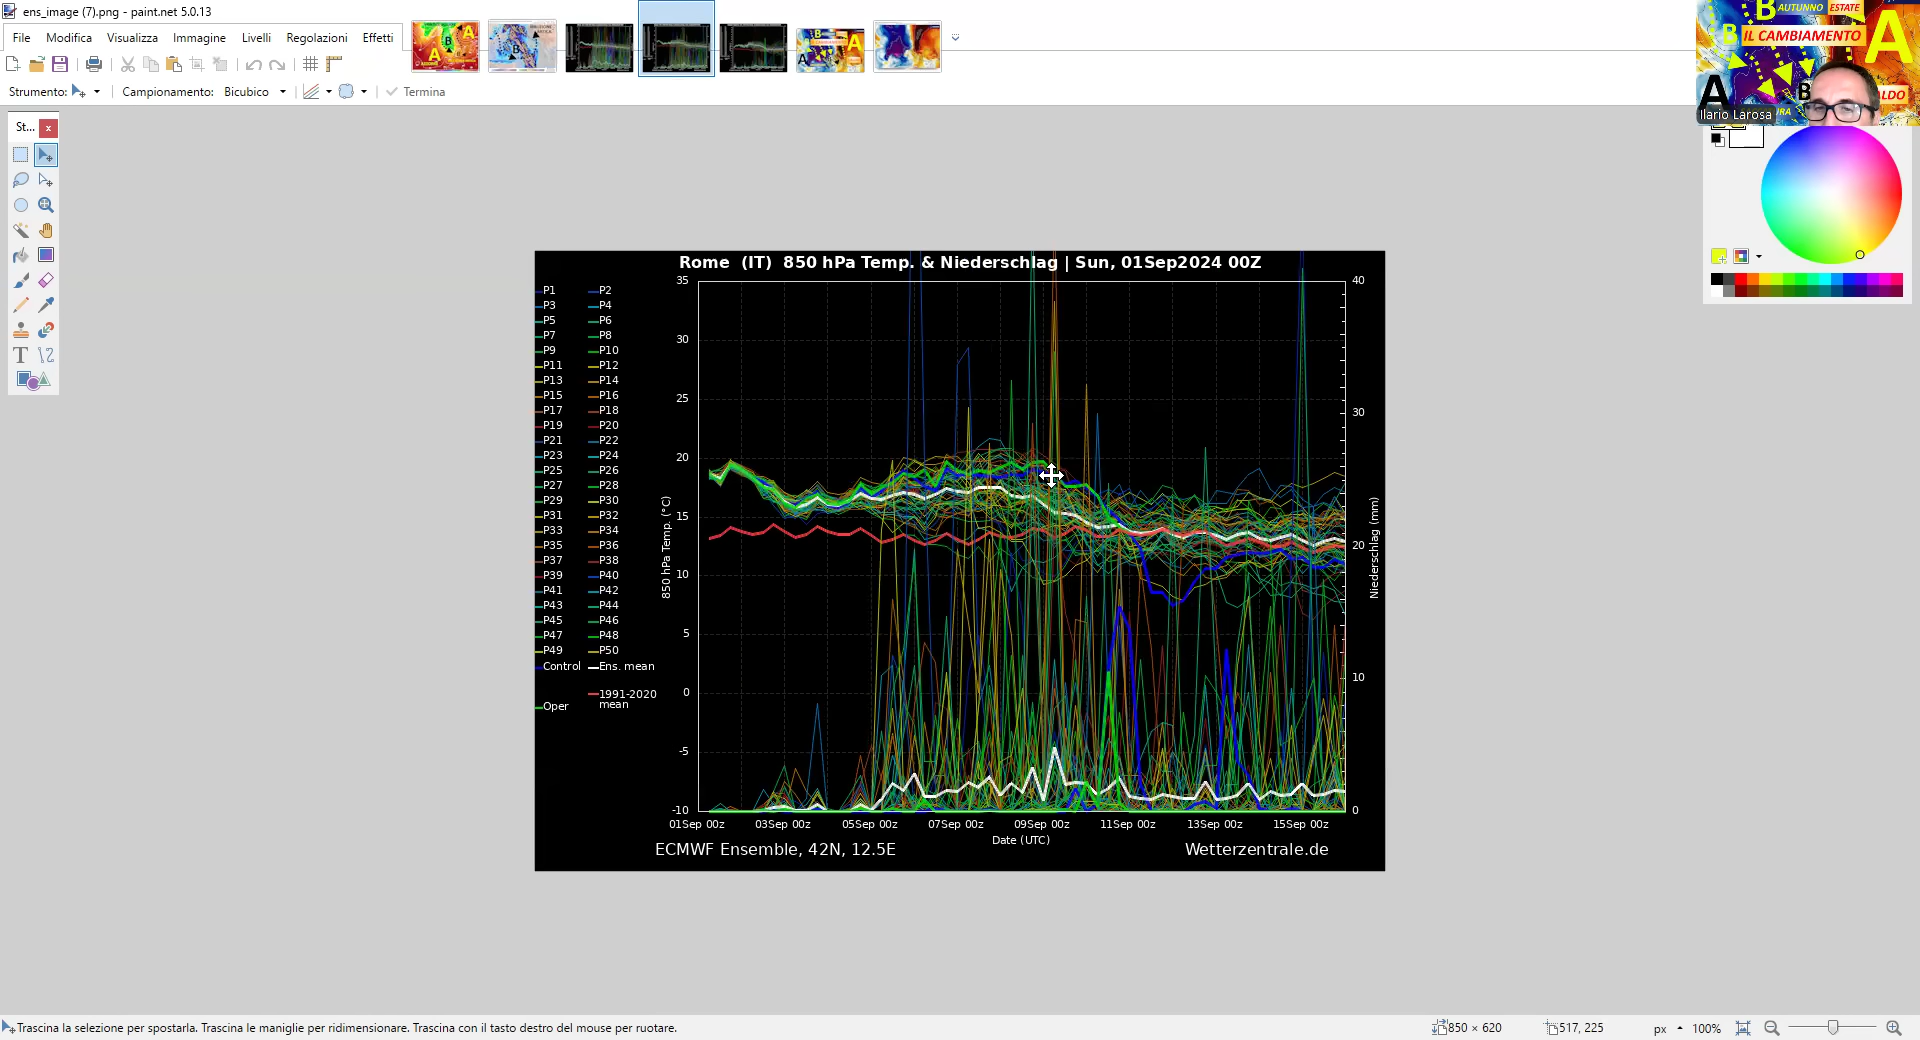 ens_image (7).png - paint.net 5.0.13
File Modifica Visualizza Immagine Livelli Regolazioni Effetti
Strumento: Campionamento: Bicubico Termina
St...
B AUTUNNO ESTATE
IL CAMBIAMENTO
A
B
A
B
Ilario Larosa
Rome (IT) 850 hPa Temp. & Niederschlag | Sun, 01Sep2024 00Z
P1 P2
P3 P4
P5 P6
P7 P8
P9 P10
P11 P12
P13 P14
P15 P16
P17 P18
P19 P20
P21 P22
P23 P24
P25 P26
P27 P28
P29 P30
P31 P32
P33 P34
P35 P36
P37 P38
P39 P40
P41 P42
P43 P44
P45 P46
P47 P48
P49 P50
Control Ens. mean
1991-2020
mean
Oper
35
30
25
20
15
10
5
0
-5
-10
850 hPa Temp. (°C)
40
30
20
10
0
Niederschlag (mm)
01Sep 00z 03Sep 00z 05Sep 00z 07Sep 00z 09Sep 00z 11Sep 00z 13Sep 00z 15Sep 00z
Date (UTC)
ECMWF Ensemble, 42N, 12.5E Wetterzentrale.de
Trascina la selezione per spostarla. Trascina le maniglie per ridimensionare. Trascina con il tasto destro del mouse per ruotare.
850 × 620 517, 225 px 100%